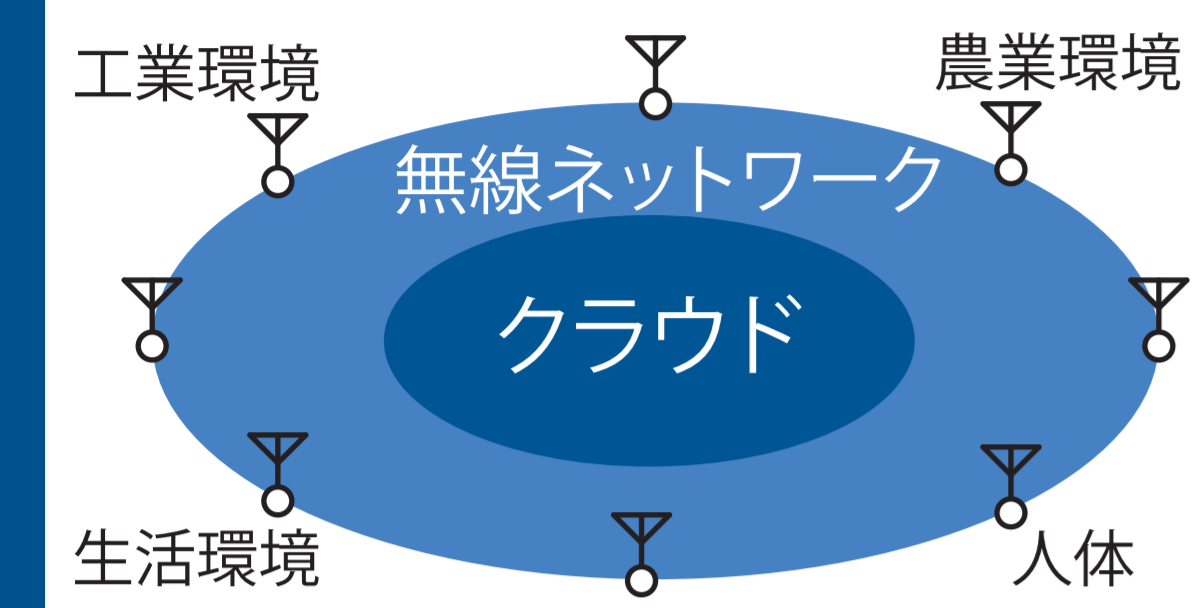 工業環境
農業環境
無線ネットワーク
クラウド
生活環境
人体